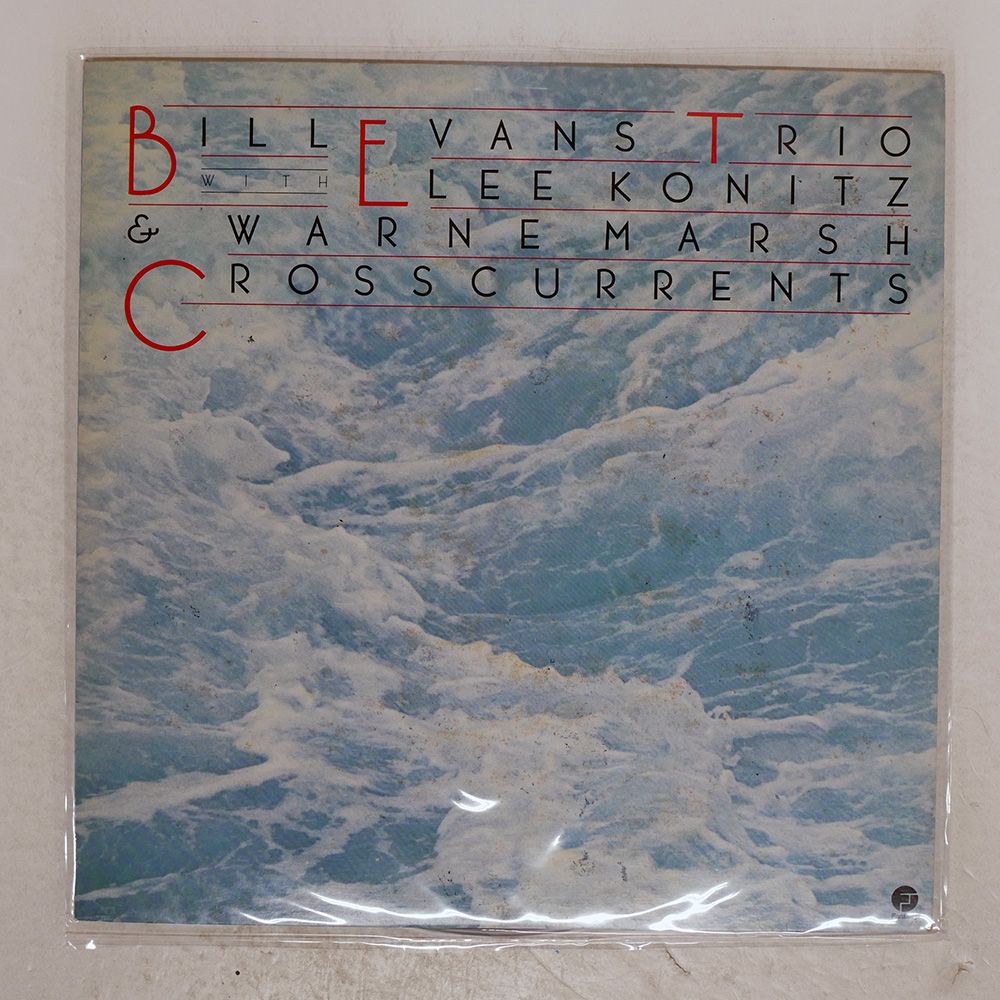 BILL EVANS TRIO
WITH LEE KONITZ
& WARNE MARSH
CROSSCURRENTS